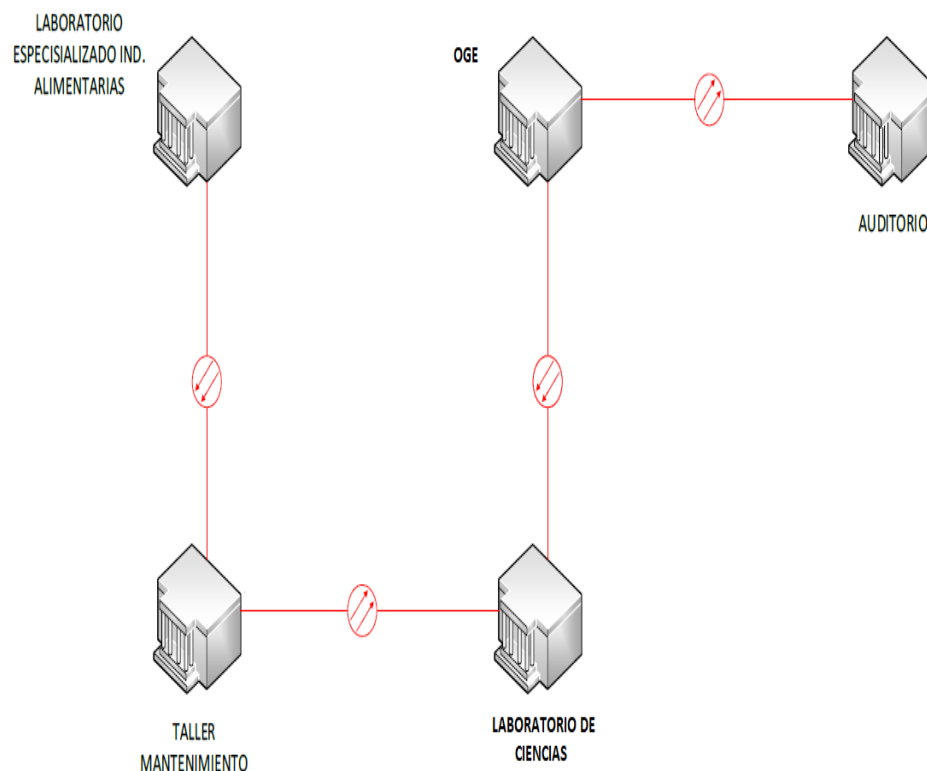 LABORATORIO
ESPECISIALIZADO IND.
ALIMENTARIAS
OGE
AUDITORIO
TALLER
MANTENIMIENTO
LABORATORIO DE
CIENCIAS